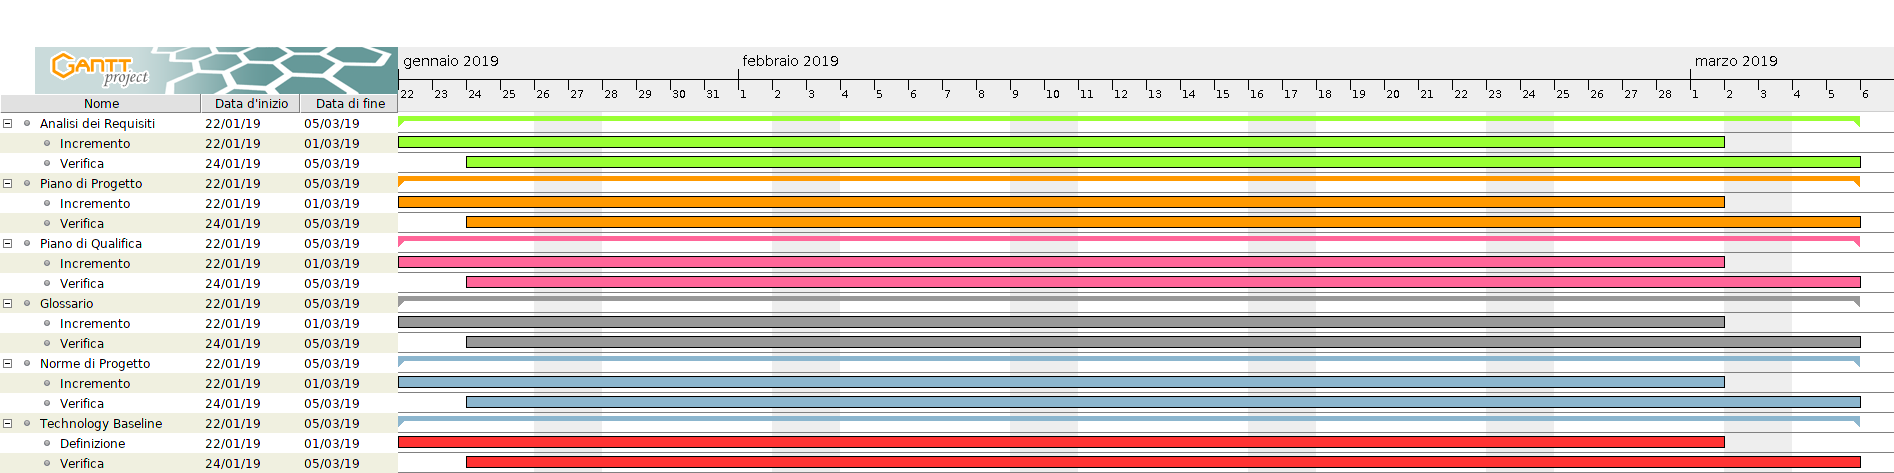 GANTT
project
gennaio 2019 febbraio 2019 marzo 2019
22 23 24 25 26 27 28 29 30 31 1 2 3 4 5 6 7 8 9 10 11 12 13 14 15 16 17 18 19 20 21 22 23 24 25 26 27 28 1 2 3 4 5 6
Nome Data d'inizio Data di fine
Analisi dei Requisiti 22/01/19 05/03/19
Incremento 22/01/19 01/03/19
Verifica 24/01/19 05/03/19
Piano di Progetto 22/01/19 05/03/19
Incremento 22/01/19 01/03/19
Verifica 24/01/19 05/03/19
Piano di Qualifica 22/01/19 05/03/19
Incremento 22/01/19 01/03/19
Verifica 24/01/19 05/03/19
Glossario 22/01/19 05/03/19
Incremento 22/01/19 01/03/19
Verifica 24/01/19 05/03/19
Norme di Progetto 22/01/19 05/03/19
Incremento 22/01/19 01/03/19
Verifica 24/01/19 05/03/19
Technology Baseline 22/01/19 05/03/19
Definizione 22/01/19 01/03/19
Verifica 24/01/19 05/03/19